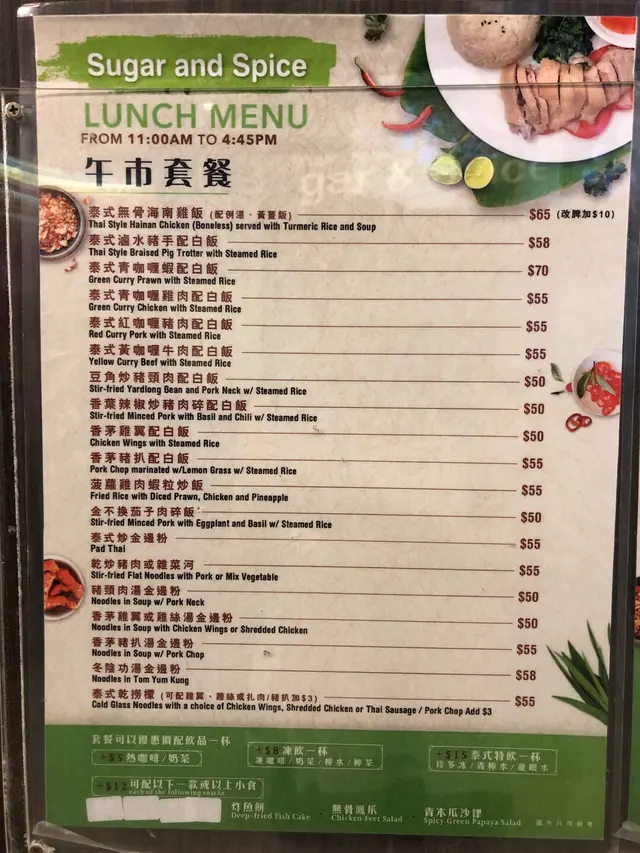 Sugar and Spice
LUNCH MENU
FROM 11:00AM TO 4:45PM
午市套餐
泰式無骨海南雞飯 (配例湯、黃薑飯) $65 (改髀加$10)
Thai Style Hainan Chicken (Boneless) served with Turmeric Rice and Soup
泰式滷水豬手配白飯 $58
Thai Style Braised Pig Trotter with Steamed Rice
泰式青咖喱蝦配白飯 $70
Green Curry Prawn with Steamed Rice
泰式青咖喱雞肉配白飯 $55
Green Curry Chicken with Steamed Rice
泰式紅咖喱豬肉配白飯 $55
Red Curry Pork with Steamed Rice
泰式黃咖喱牛肉配白飯 $55
Yellow Curry Beef with Steamed Rice
豆角炒豬頸肉配白飯 $50
Stir-fried Yardlong Bean and Pork Neck w/ Steamed Rice
香葉辣椒炒豬肉碎配白飯 $50
Stir-fried Minced Pork with Basil and Chili w/ Steamed Rice
香茅雞翼配白飯 $50
Chicken Wings with Steamed Rice
香茅豬扒配白飯 $55
Pork Chop marinated w/Lemon Grass w/ Steamed Rice
菠蘿雞肉蝦粒炒飯 $55
Fried Rice with Diced Prawn, Chicken and Pineapple
金不換茄子肉碎飯 $50
Stir-fried Minced Pork with Eggplant and Basil w/ Steamed Rice
泰式炒金邊粉 $55
Pad Thai
乾炒豬肉或雜菜河 $55
Stir-fried Flat Noodles with Pork or Mix Vegetable
豬頸肉湯金邊粉 $50
Noodles in Soup w/ Pork Neck
香茅雞翼或雞絲湯金邊粉 $50
Noodles in Soup with Chicken Wings or Shredded Chicken
香茅豬扒湯金邊粉 $55
Noodles in Soup w/ Pork Chop
冬陰功湯金邊粉 $58
Noodles in Tom Yum Kung
泰式乾撈檬 (可配雞翼、雞絲或扎肉/豬扒加$3) $55
Cold Glass Noodles with a choice of Chicken Wings, Shredded Chicken or Thai Sausage / Pork Chop Add $3
套餐可以優惠價配飲品一杯
+$5 熱咖啡/奶茶
+$8 凍飲一杯
凍咖啡/奶茶/檸水/檸茶
+$15 泰式特飲一杯
珍多冰/青檸水/龍眼水
+$12 可配以下一款或以上小食
each of the following snacks
炸魚餅
Deep-fried Fish Cake
無骨鳳爪
Chicken Feet Salad
青木瓜沙律
Spicy Green Papaya Salad
圖片只供參考